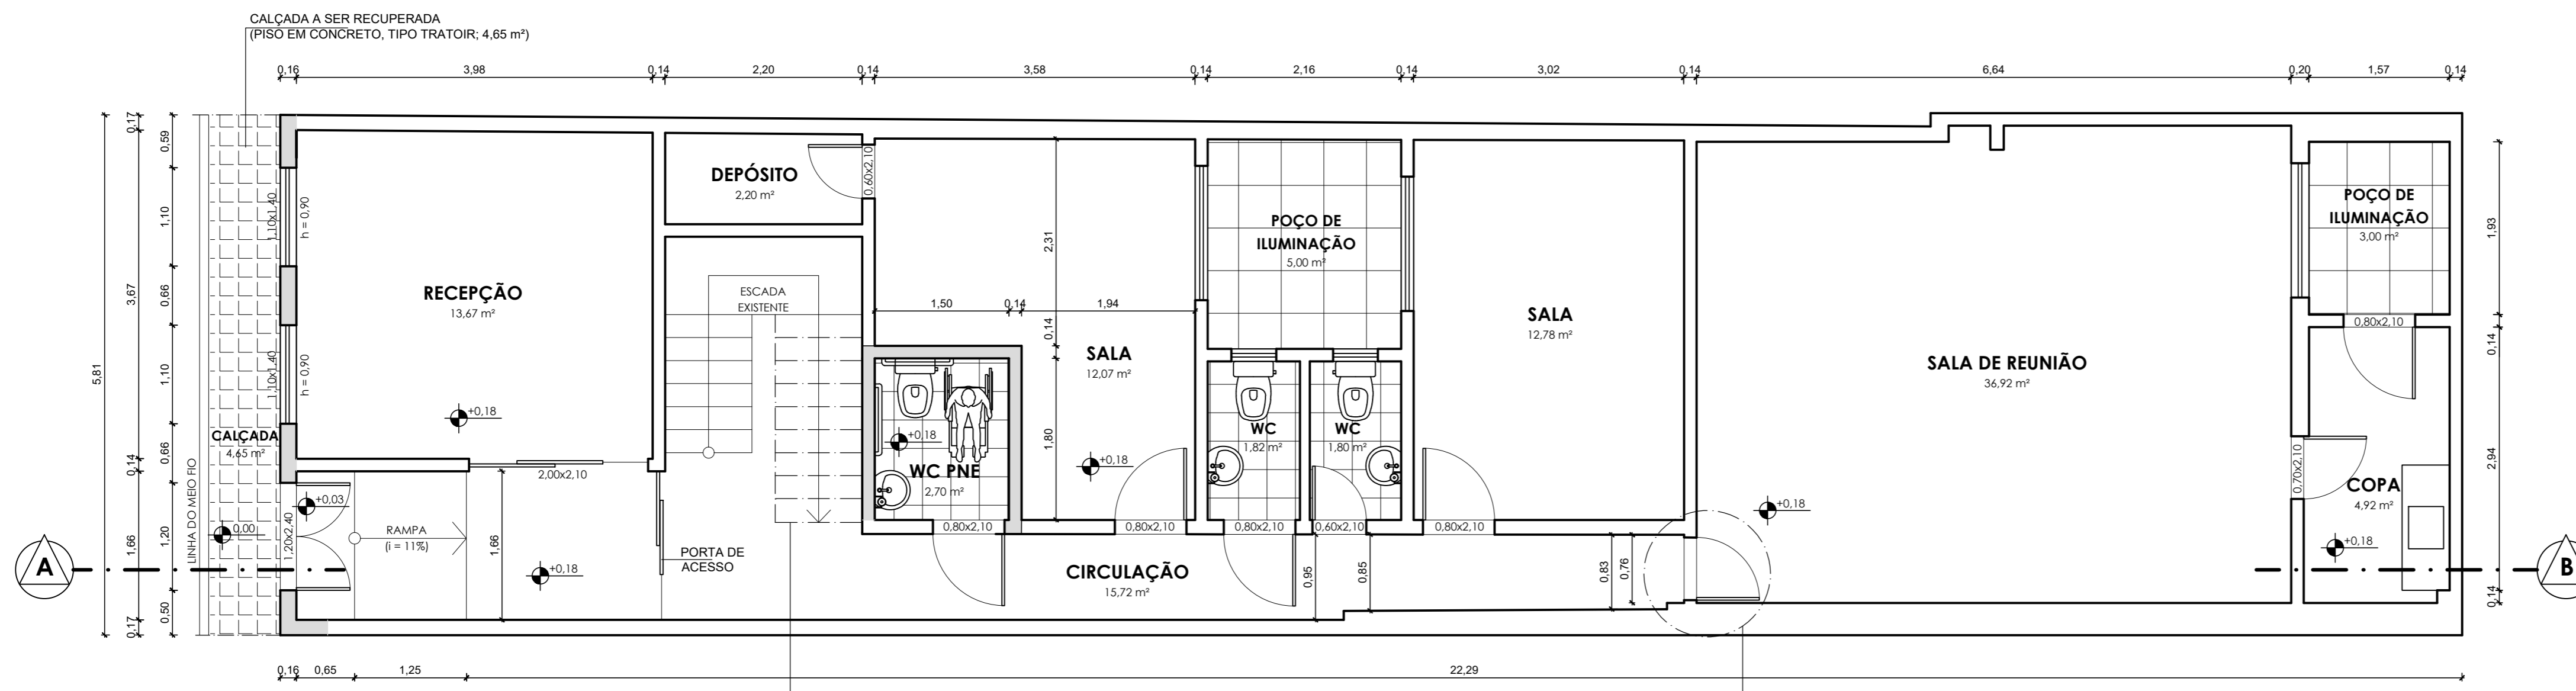 CALÇADA A SER RECUPERADA
(PISO EM CONCRETO, TIPO TRATOIR; 4,65 m²)
0,16
3,98
0,14
2,20
0,14
3,58
0,14
2,16
0,14
3,02
0,14
6,64
0,20
1,57
0,14
5,81
0,17
3,67
0,14
1,66
0,17
0,59
1,10
0,66
1,10
0,66
1,20
0,50
LINHA DO MEIO FIO
CALÇADA
4,65 m²
0,00
1,10x1,40
h = 0,90
1,10x1,40
h = 0,90
1,20x2,40
RECEPÇÃO
13,67 m²
+0,18
2,00x2,10
+0,03
RAMPA
(i = 11%)
1,66
+0,18
DEPÓSITO
2,20 m²
0,60x2,10
ESCADA
EXISTENTE
PORTA DE
ACESSO
2,31
1,50
0,14
1,94
0,14
1,80
SALA
12,07 m²
+0,18
+0,18
WC PNE
2,70 m²
0,80x2,10
0,80x2,10
POÇO DE
ILUMINAÇÃO
5,00 m²
WC
1,82 m²
WC
1,80 m²
0,80x2,10
0,60x2,10
SALA
12,78 m²
0,80x2,10
CIRCULAÇÃO
15,72 m²
0,95
0,85
0,83
0,76
SALA DE REUNIÃO
36,92 m²
+0,18
POÇO DE
ILUMINAÇÃO
3,00 m²
0,80x2,10
0,70x2,10
COPA
4,92 m²
+0,18
1,93
0,14
2,94
0,14
A
B
0,16
0,65
1,25
22,29